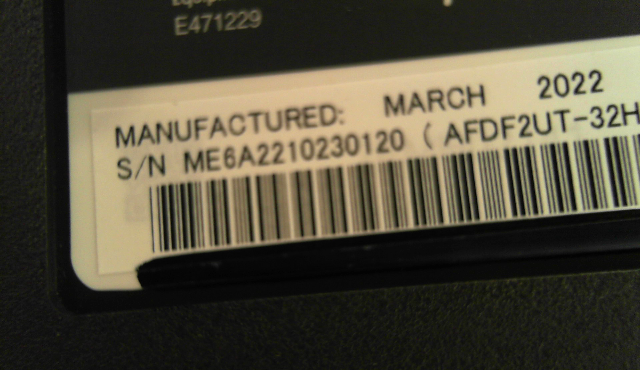 E471229
MANUFACTURED: MARCH 2022
S/N ME6A2210230120 ( AFDF2UT-32H